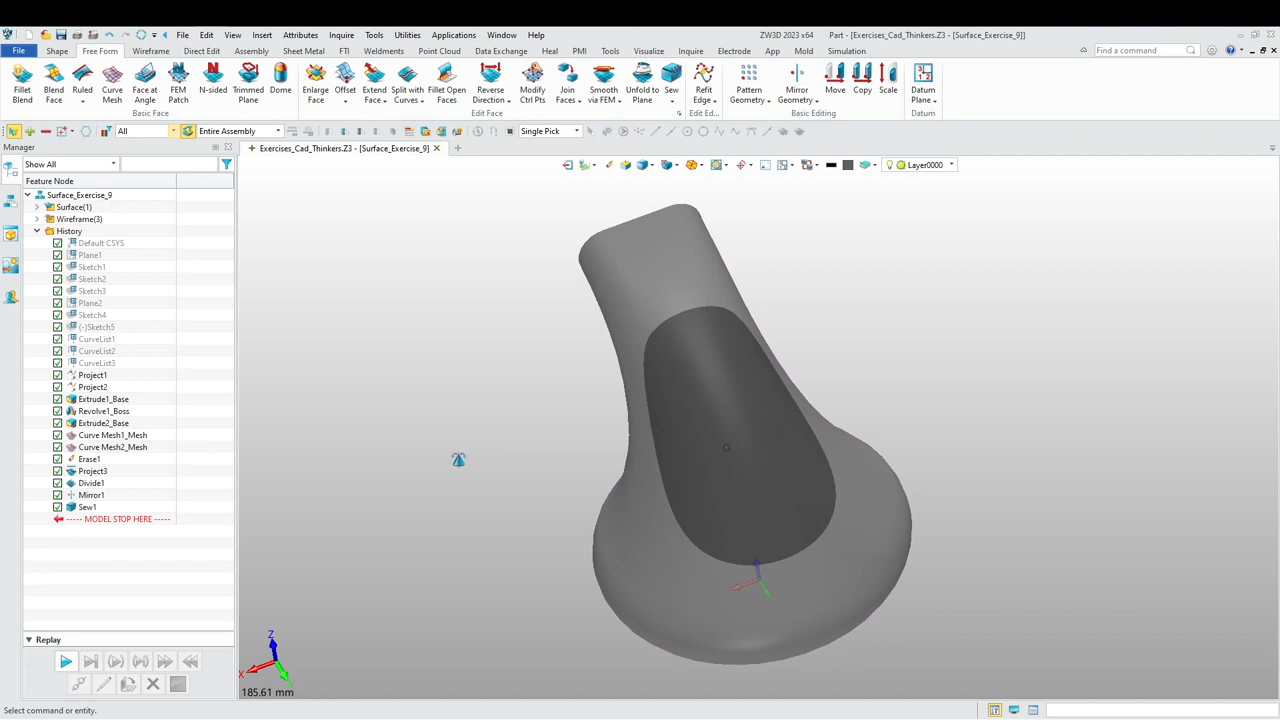 File Edit View Insert Attributes Inquire Tools Utilities Applications Window Help ZW3D 2023 x64 Part - [Exercises_Cad_Thinkers.Z3 - [Surface_Exercise_9]]
File Shape Free Form Wireframe Direct Edit Assembly Sheet Metal FTI Weldments Point Cloud Data Exchange Heal PMI Tools Visualize Inquire Electrode App Mold Simulation Find a command
Fillet Blend Blend Face Ruled Curve Mesh Face at Angle FEM Patch N-sided Trimmed Plane Dome Enlarge Face Offset Extend Face Split with Curves Fillet Open Faces Reverse Direction Modify Ctrl Pts Join Faces Smooth via FEM Unfold to Plane Sew Refit Edge Pattern Geometry Mirror Geometry Move Copy Scale Datum Plane
Basic Face Edit Face Edit Ed... Basic Editing Datum
All Entire Assembly Single Pick
Manager Exercises_Cad_Thinkers.Z3 - [Surface_Exercise_9]
Show All Layer0000
Feature Node
Surface_Exercise_9
Surface(1)
Wireframe(3)
History
Default CSYS
Plane1
Sketch1
Sketch2
Sketch3
Plane2
Sketch4
(-)Sketch5
CurveList1
CurveList2
CurveList3
Project1
Project2
Extrude1_Base
Revolve1_Boss
Extrude2_Base
Curve Mesh1_Mesh
Curve Mesh2_Mesh
Erase1
Project3
Divide1
Mirror1
Sew1
----- MODEL STOP HERE -----
Replay
Z
X
Y
185.61 mm
Select command or entity.